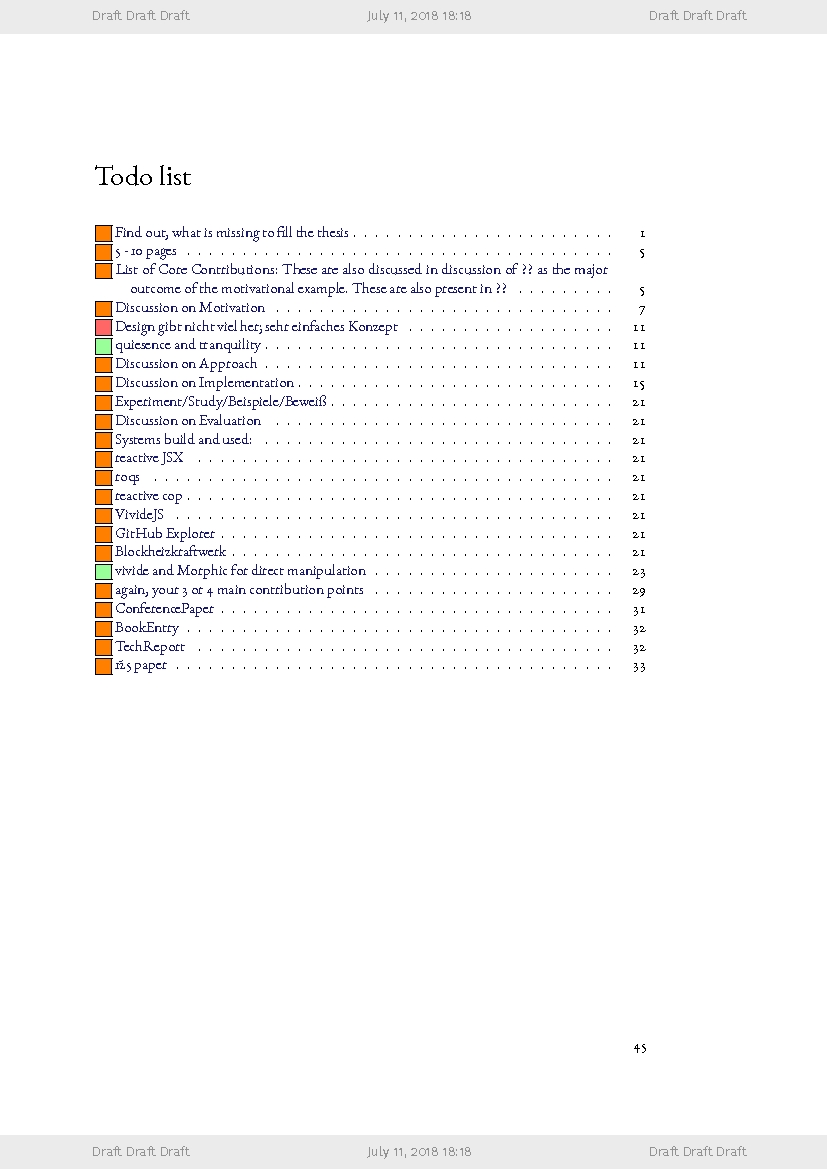 Draft Draft Draft July 11, 2018 18:18 Draft Draft Draft
Todo list
Find out, what is missing to fill the thesis . . . . . . . . . . . . . . . . . . . . . . . . 1
5 - 10 pages . . . . . . . . . . . . . . . . . . . . . . . . . . . . . . . . . . . . . . . 5
List of Core Contributions: These are also discussed in discussion of ?? as the major
outcome of the motivational example. These are also present in ?? . . . . . . . . . 5
Discussion on Motivation . . . . . . . . . . . . . . . . . . . . . . . . . . . . . . . 7
Design gibt nicht viel her; sehr einfaches Konzept . . . . . . . . . . . . . . . . . . . 11
quiesence and tranquility . . . . . . . . . . . . . . . . . . . . . . . . . . . . . . . . 11
Discussion on Approach . . . . . . . . . . . . . . . . . . . . . . . . . . . . . . . . 11
Discussion on Implementation . . . . . . . . . . . . . . . . . . . . . . . . . . . . . 15
Experiment/Study/Beispiele/Beweiß . . . . . . . . . . . . . . . . . . . . . . . . . . 21
Discussion on Evaluation . . . . . . . . . . . . . . . . . . . . . . . . . . . . . . . 21
Systems build and used: . . . . . . . . . . . . . . . . . . . . . . . . . . . . . . . . 21
reactive JSX . . . . . . . . . . . . . . . . . . . . . . . . . . . . . . . . . . . . . . 21
roqs . . . . . . . . . . . . . . . . . . . . . . . . . . . . . . . . . . . . . . . . . . 21
reactive cop . . . . . . . . . . . . . . . . . . . . . . . . . . . . . . . . . . . . . . . 21
VivideJS . . . . . . . . . . . . . . . . . . . . . . . . . . . . . . . . . . . . . . . . 21
GitHub Explorer . . . . . . . . . . . . . . . . . . . . . . . . . . . . . . . . . . . . 21
Blockheizkraftwerk . . . . . . . . . . . . . . . . . . . . . . . . . . . . . . . . . . . 21
vivide and Morphic for direct manipulation . . . . . . . . . . . . . . . . . . . . . . 23
again, your 3 or 4 main contribution points . . . . . . . . . . . . . . . . . . . . . . 29
ConferencePaper . . . . . . . . . . . . . . . . . . . . . . . . . . . . . . . . . . . . 31
BookEntry . . . . . . . . . . . . . . . . . . . . . . . . . . . . . . . . . . . . . . . 32
TechReport . . . . . . . . . . . . . . . . . . . . . . . . . . . . . . . . . . . . . . 32
paper . . . . . . . . . . . . . . . . . . . . . . . . . . . . . . . . . . . . . . . . 33
45
Draft Draft Draft July 11, 2018 18:18 Draft Draft Draft